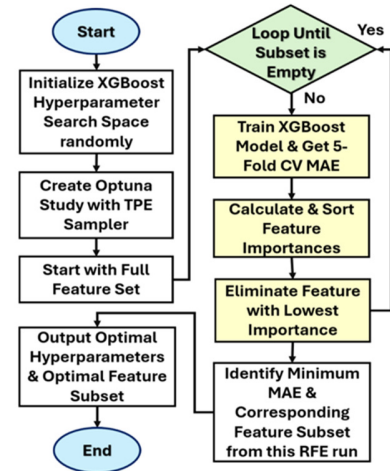 Start
Initialize XGBoost
Hyperparameter
Search Space
randomly
Create Optuna
Study with TPE
Sampler
Start with Full
Feature Set
Loop Until
Subset is
Empty
Yes
No
Train XGBoost
Model & Get 5-
Fold CV MAE
Calculate & Sort
Feature
Importances
Eliminate Feature
with Lowest
Importance
Identify Minimum
MAE &
Corresponding
Feature Subset
from this RFE run
Output Optimal
Hyperparameters
& Optimal Feature
Subset
End